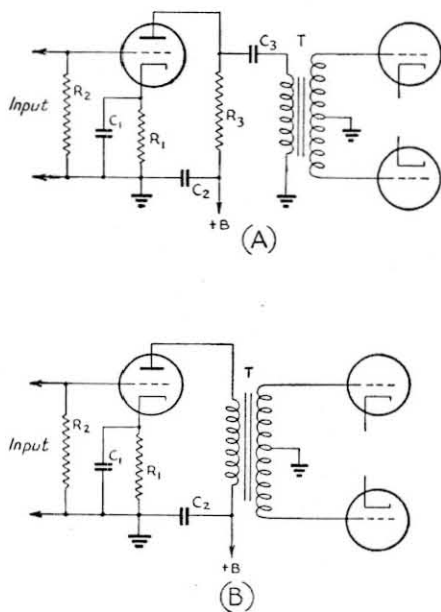 C₃ T
Input R₂ C₁ R₁ R₃
C₂
+B
(A)
T
Input R₂ C₁ R₁
C₂
+B
(B)